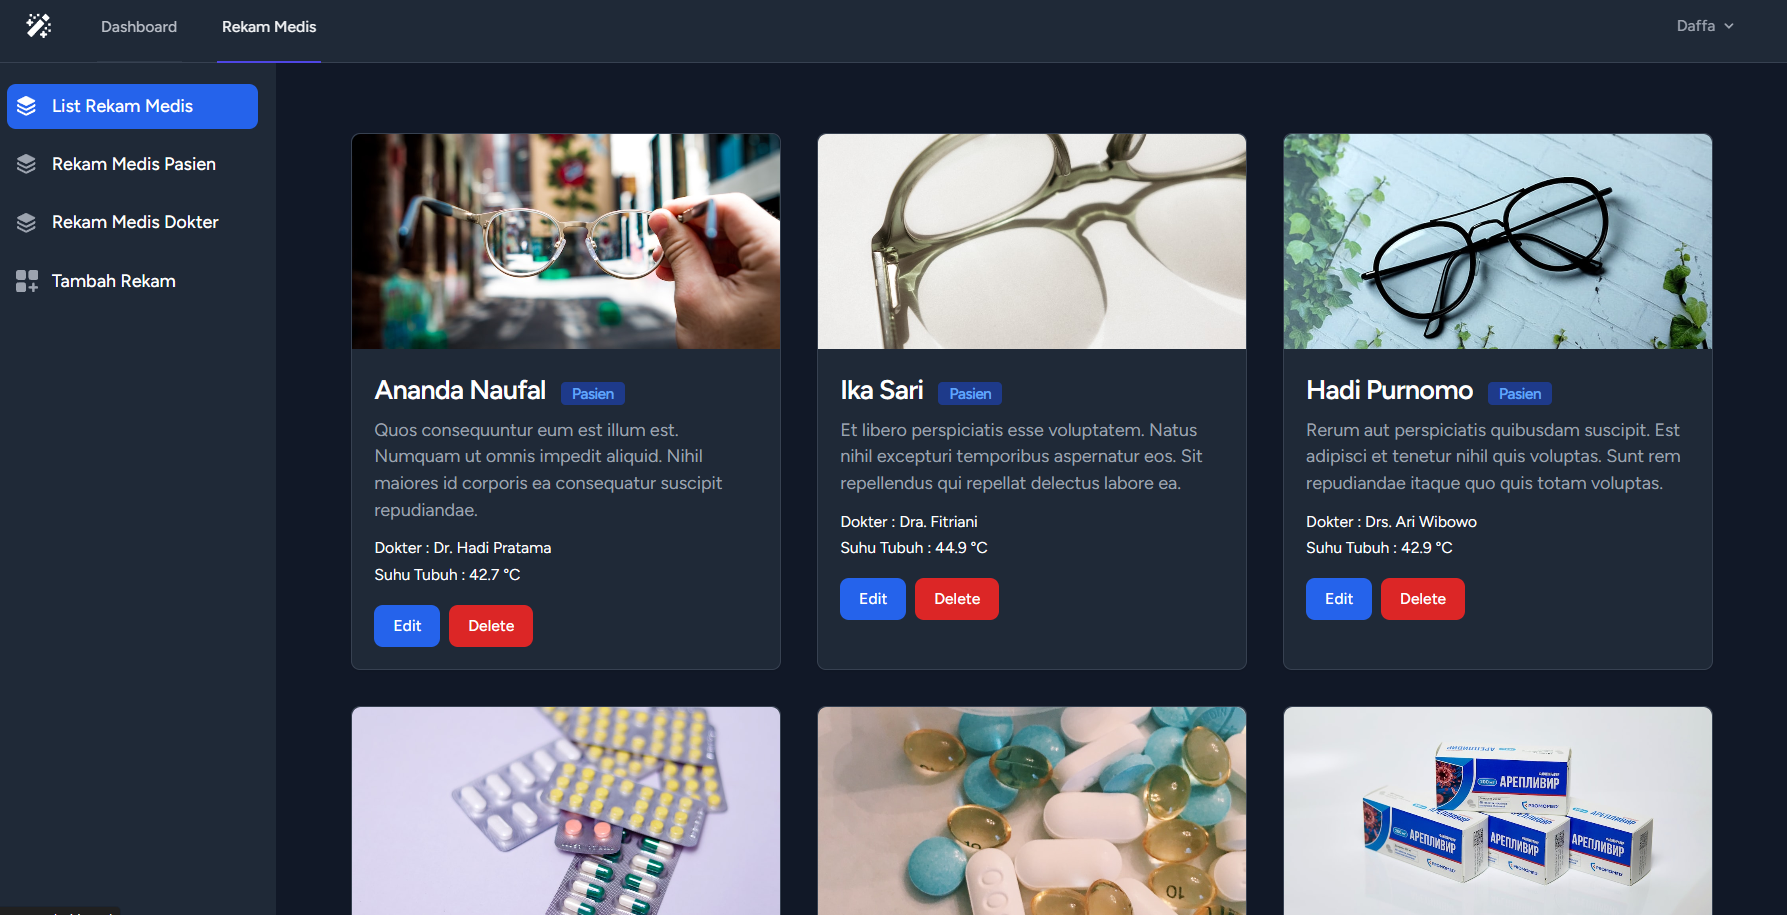 Dashboard
Rekam Medis
Daffa
List Rekam Medis
Rekam Medis Pasien
Rekam Medis Dokter
Tambah Rekam
Ananda Naufal
Pasien
Quos consequuntur eum est illum est.
Numquam ut omnis impedit aliquid. Nihil
maiores id corporis ea consequatur suscipit
repudiandae.
Dokter : Dr. Hadi Pratama
Suhu Tubuh : 42.7 °C
Edit
Delete
Ika Sari
Pasien
Et libero perspiciatis esse voluptatem. Natus
nihil excepturi temporibus aspernatur eos. Sit
repellendus qui repellat delectus labore ea.
Dokter : Dra. Fitriani
Suhu Tubuh : 44.9 °C
Edit
Delete
Hadi Purnomo
Pasien
Rerum aut perspiciatis quibusdam suscipit. Est
adipisci et tenetur nihil quis voluptas. Sunt rem
repudiandae itaque quo quis totam voluptas.
Dokter : Drs. Ari Wibowo
Suhu Tubuh : 42.9 °C
Edit
Delete
10
10
АРЕПЛИВИР
PROMOMED
АРЕПЛИВИР
PROMOMED
АРЕПЛИВИР
PROMOMED
АРЕПЛИВИР
PROMOMED